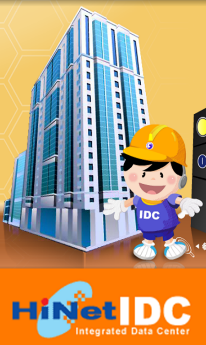 IDC
HiNet IDC
Integrated Data Center